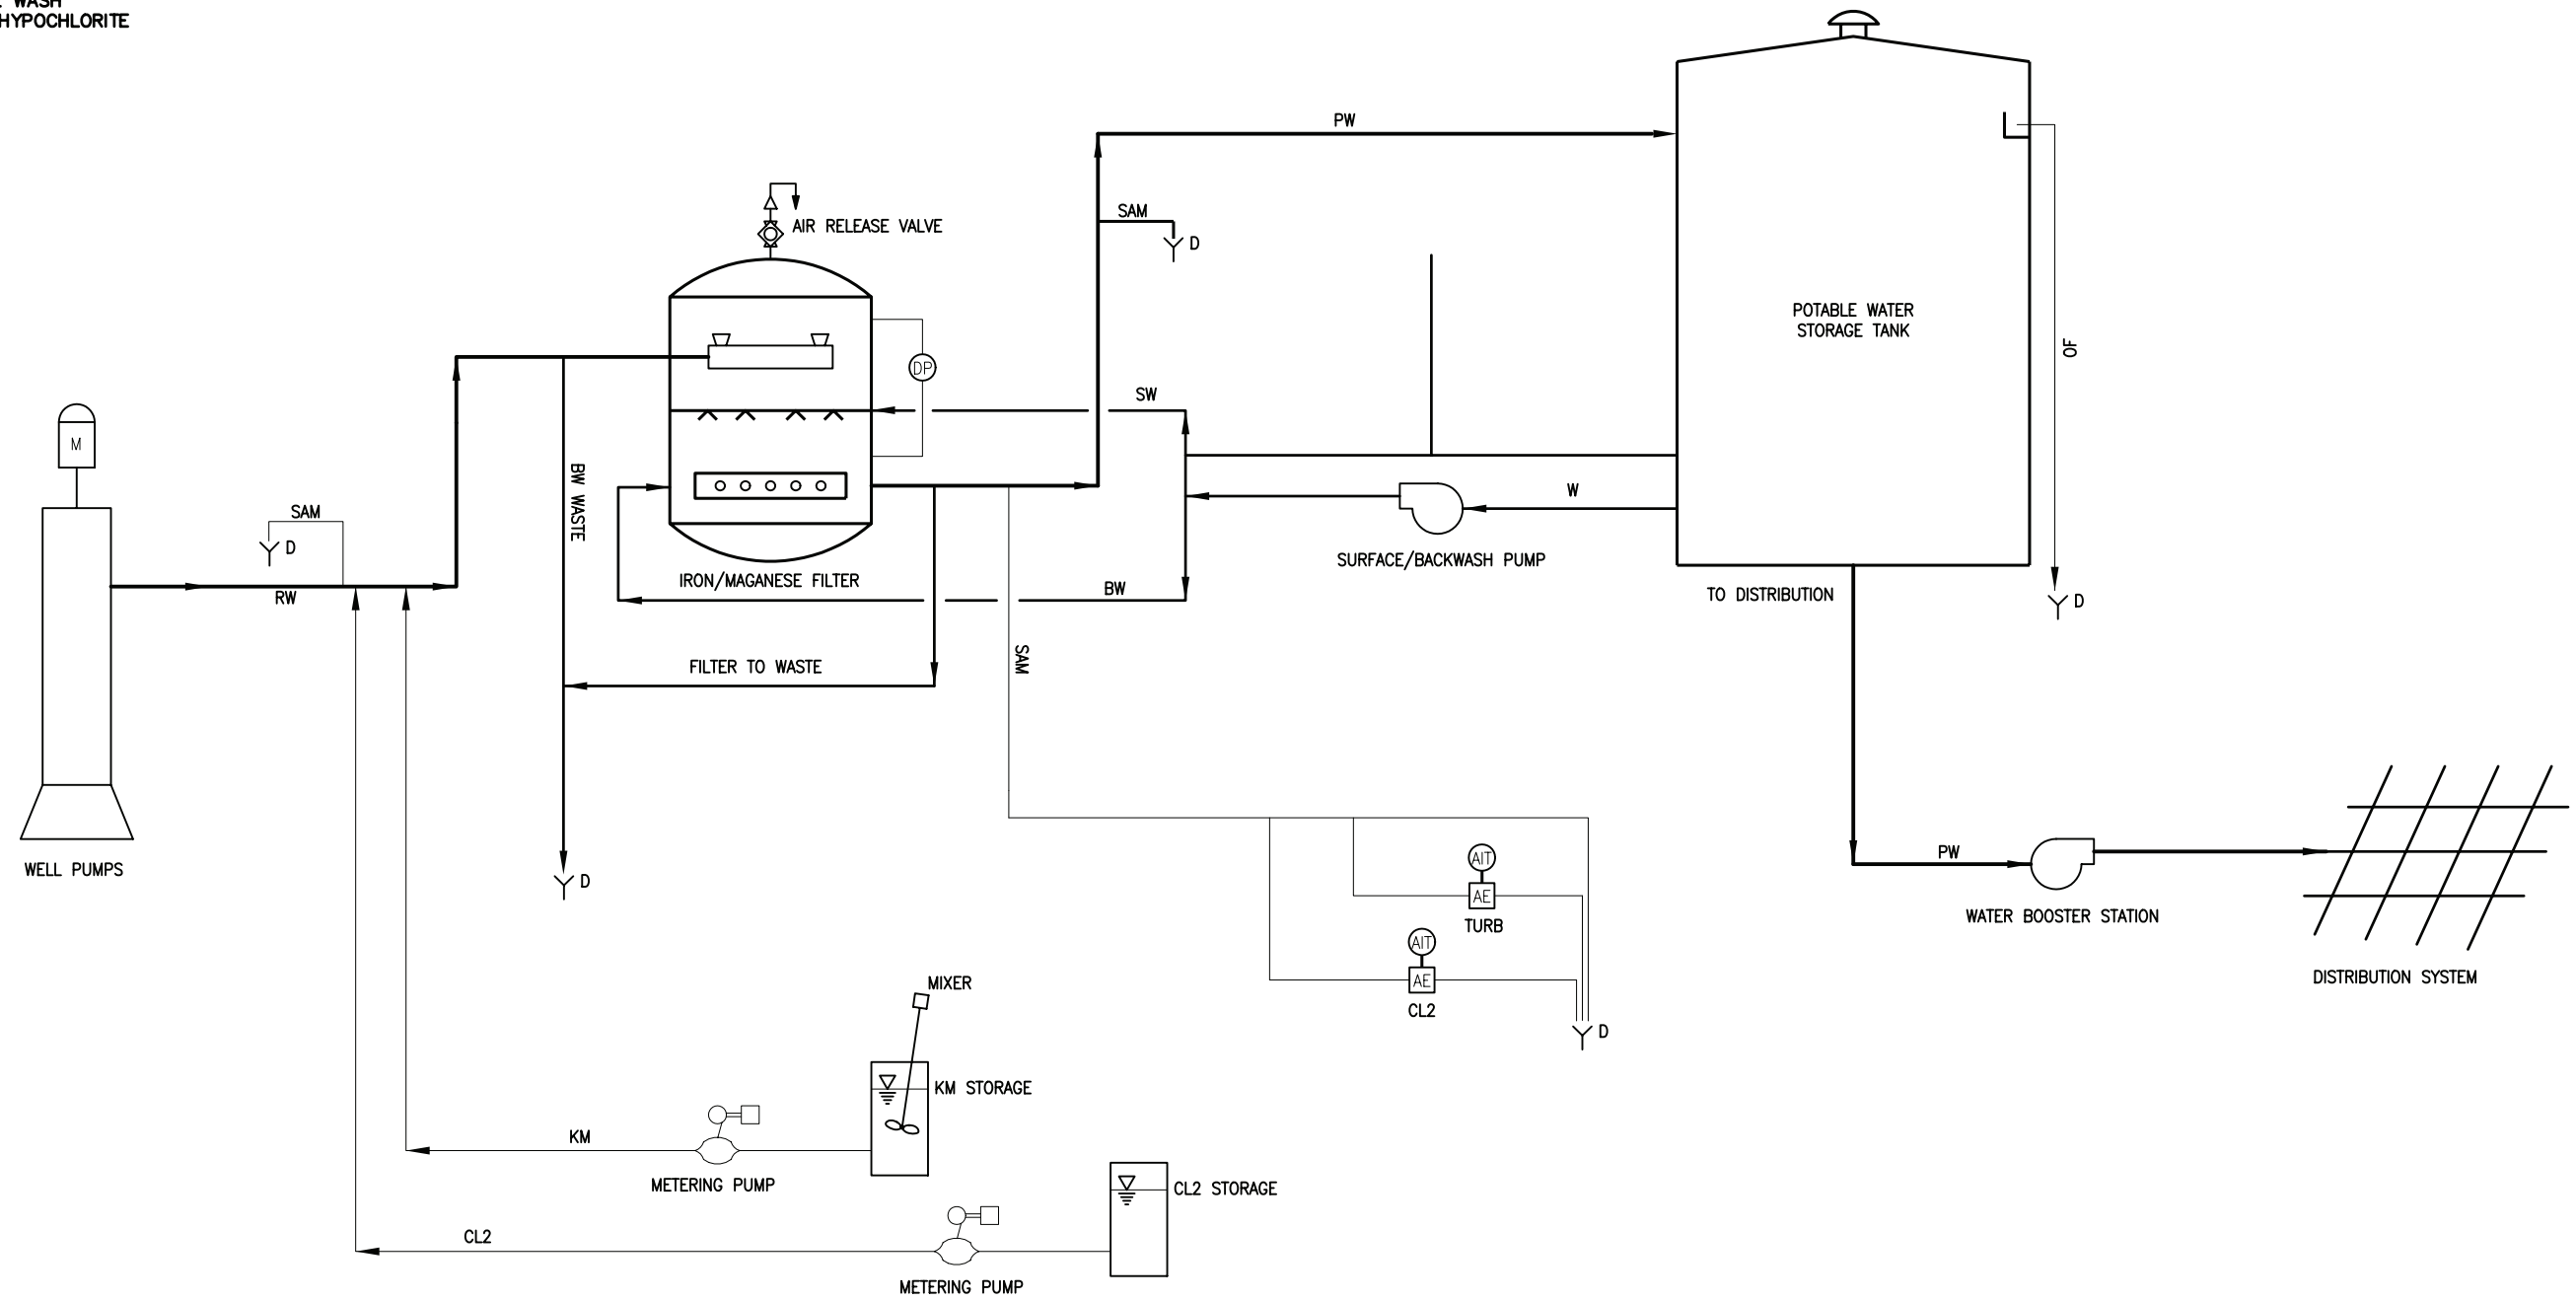 WASH
HYPOCHLORITE
PW
SAM
D
AIR RELEASE VALVE
POTABLE WATER
STORAGE TANK
OF
DP
SW
M
BW WASTE
W
SAM
D
SURFACE/BACKWASH PUMP
IRON/MAGANESE FILTER
BW
RW
TO DISTRIBUTION
D
SAM
FILTER TO WASTE
WELL PUMPS
D
AIT
AE
TURB
PW
WATER BOOSTER STATION
AIT
AE
CL2
DISTRIBUTION SYSTEM
D
MIXER
KM STORAGE
KM
METERING PUMP
CL2 STORAGE
CL2
METERING PUMP